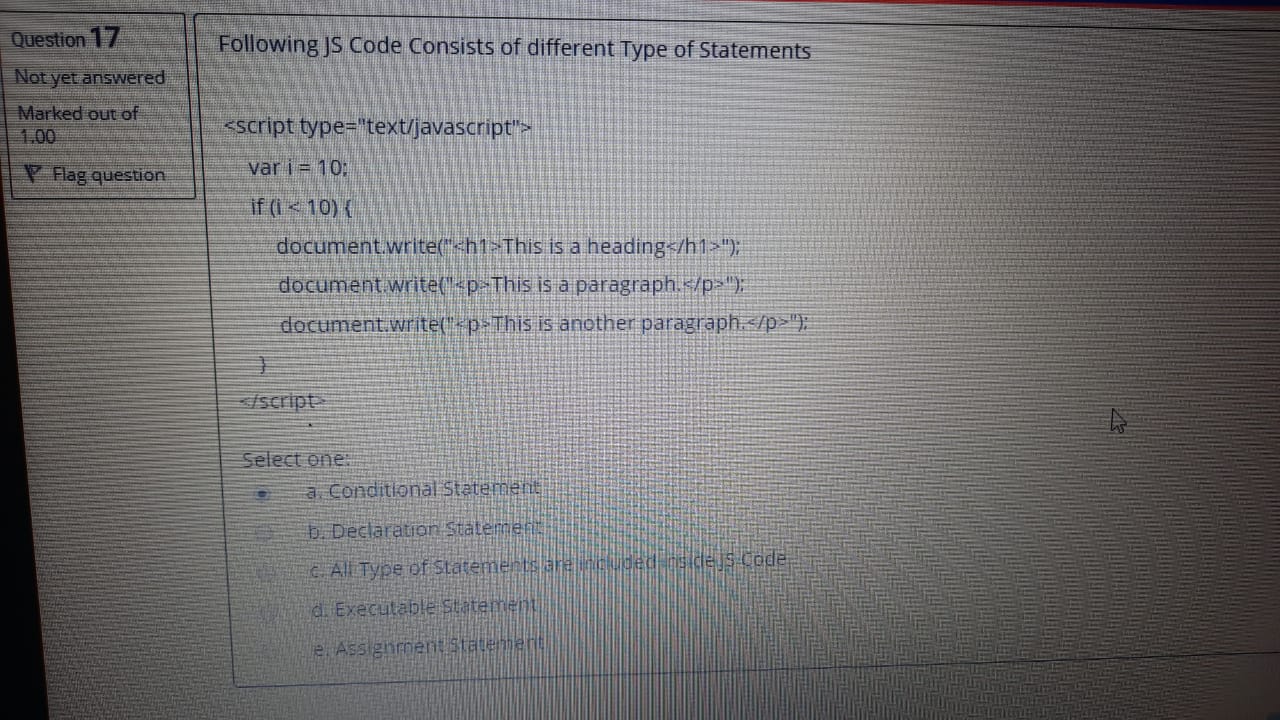 Question 17
Not yet answered
Marked out of
1.00
Flag question
Following JS Code Consists of different Type of Statements
<script type="text/javascript">
var i = 10;
if (i < 10) {
document.write("<h1>This is a heading</h1>");
document.write("<p>This is a paragraph.</p>");
document.write("<p>This is another paragraph.</p>");
}
</script>
Select one:
a. Conditional Statement
b. Declaration Statement
c. All Type of Statements are included inside JS Code
d. Executable Statement
e. Assignment Statement